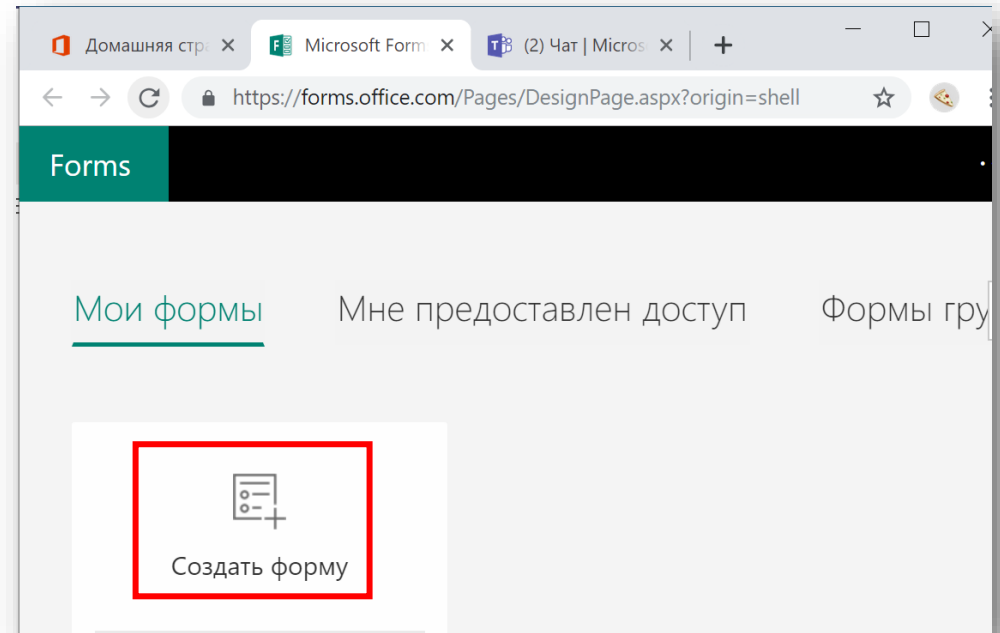 Домашняя стр
Microsoft Form
(2) Чат | Micros
https://forms.office.com/Pages/DesignPage.aspx?origin=shell
Forms
Мои формы
Мне предоставлен доступ
Формы гру
Создать форму